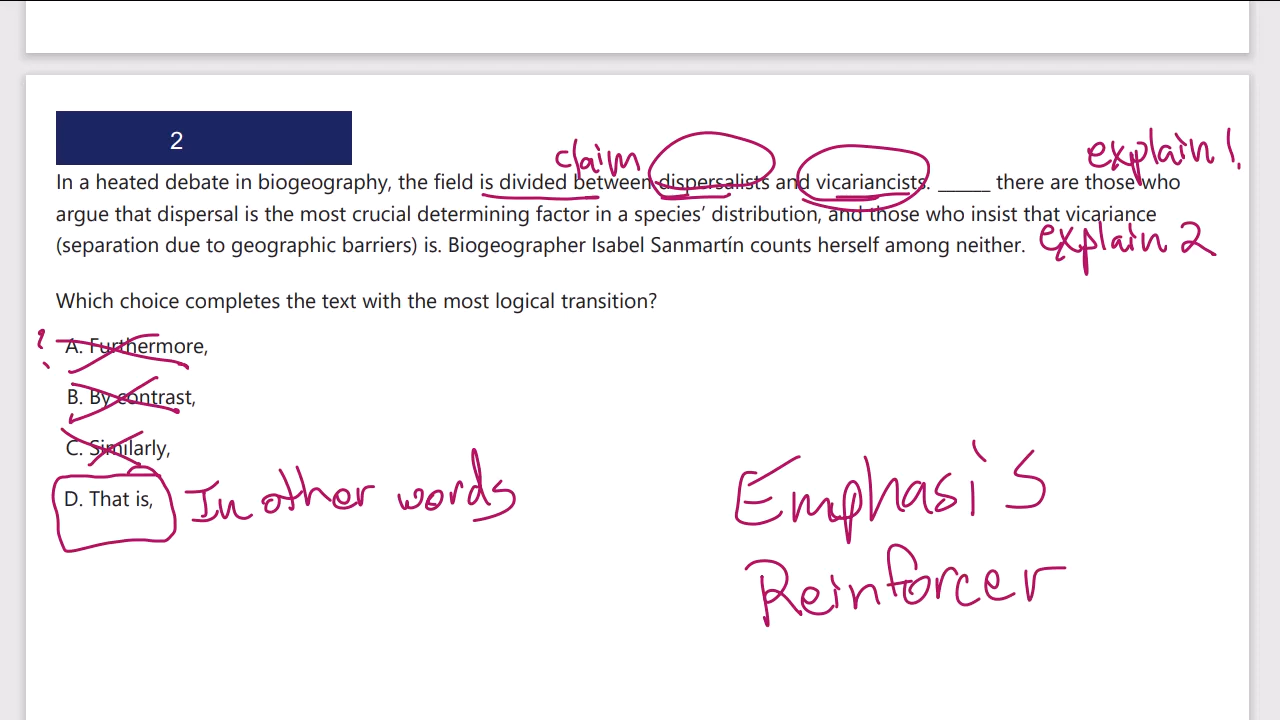 2
claim
explain 1.
In a heated debate in biogeography, the field is divided between dispersalists and vicariancists. _____ there are those who
argue that dispersal is the most crucial determining factor in a species’ distribution, and those who insist that vicariance
(separation due to geographic barriers) is. Biogeographer Isabel Sanmartín counts herself among neither.
explain 2
Which choice completes the text with the most logical transition?
?
A. Furthermore,
B. By contrast,
C. Similarly,
D. That is,
In other words
Emphasis
Reinforcer